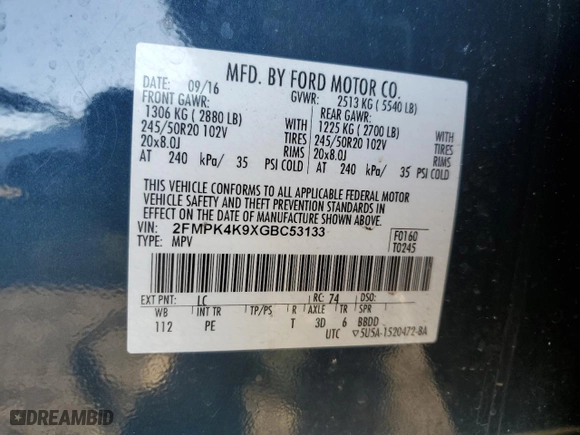 MFD. BY FORD MOTOR CO.
DATE: 09/16 GVWR: 2513 KG ( 5540 LB)
FRONT GAWR: REAR GAWR:
1306 KG ( 2880 LB) WITH 1225 KG ( 2700 LB) WITH
245/50R20 102V TIRES 245/50R20 102V TIRES
20x8.0J RIMS 20x8.0J RIMS
AT 240 kPa/ 35 PSI COLD AT 240 kPa/ 35 PSI COLD
THIS VEHICLE CONFORMS TO ALL APPLICABLE FEDERAL MOTOR
VEHICLE SAFETY AND THEFT PREVENTION STANDARDS IN
EFFECT ON THE DATE OF MANUFACTURE SHOWN ABOVE.
VIN: 2FMPK4K9XGBC53133 F0160
TYPE: MPV T0245
EXT PNT: LC RC: 74 DSO:
WB INT TR TP/PS R AXLE TR SPR
112 PE T 3D 6 BBDD
UTC ▽5U5A-1520472-BA
DREAMBID